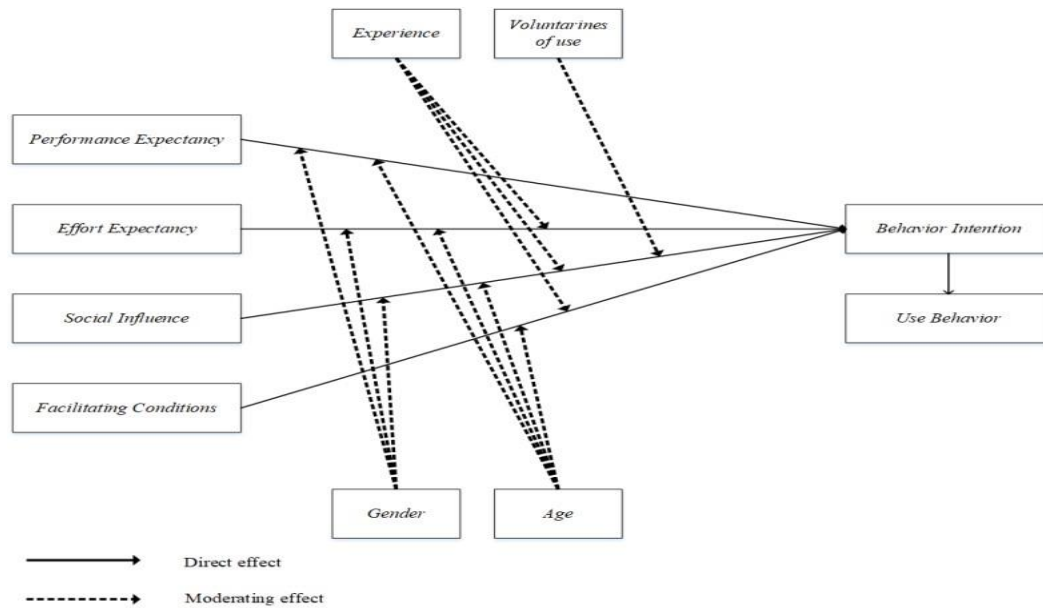 Experience
Voluntarines
of use
Performance Expectancy
Effort Expectancy
Behavior Intention
Social Influence
Use Behavior
Facilitating Conditions
Gender
Age
Direct effect
Moderating effect